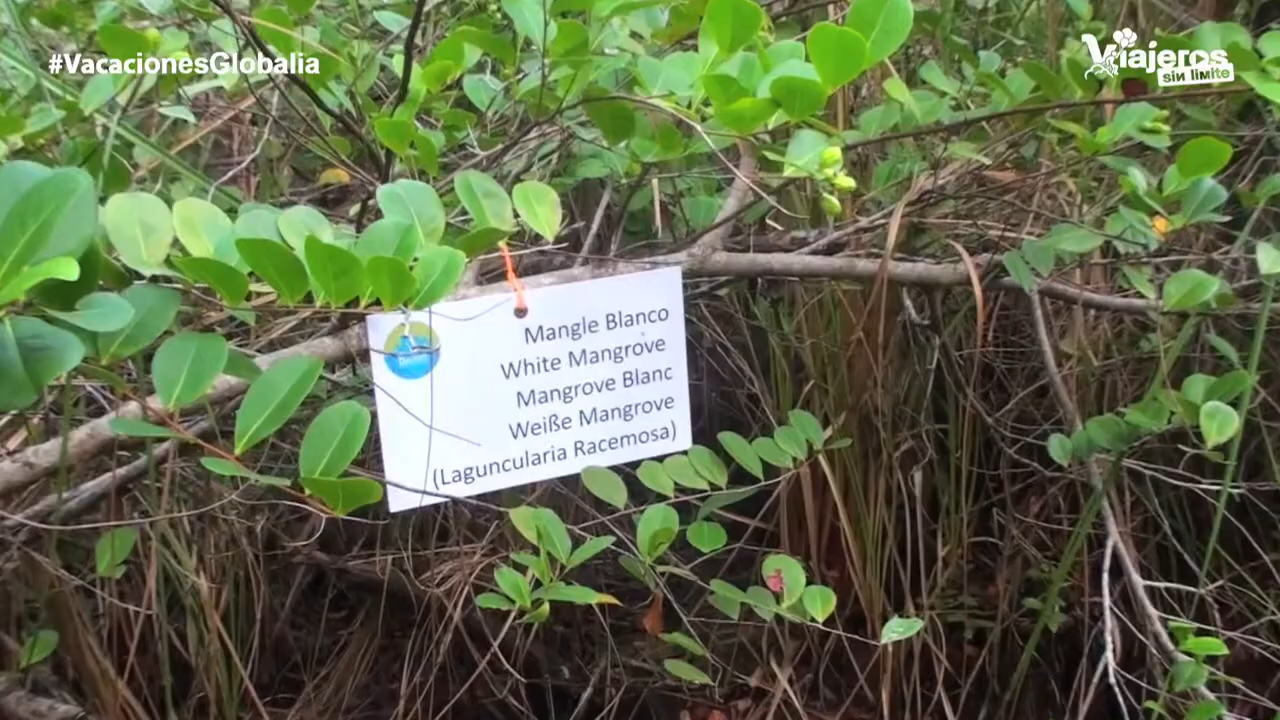 #VacacionesGlobalia
Viajeros
sin límite
Mangle Blanco
White Mangrove
Mangrove Blanc
Weiße Mangrove
(Laguncularia Racemosa)